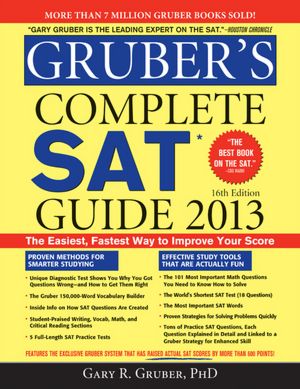 MORE THAN 7 MILLION GRUBER BOOKS SOLD!
"GARY GRUBER IS THE LEADING EXPERT ON THE SAT."—HOUSTON CHRONICLE
GRUBER'S
COMPLETE
SAT*
GUIDE 2013
16th Edition
"THE
BEST BOOK
ON THE SAT."
—CBS RADIO
The Easiest, Fastest Way to Improve Your Score
PROVEN METHODS FOR
SMARTER STUDYING
Unique Diagnostic Test Shows You Why You Got
Questions Wrong—and How to Get Them Right
The Gruber 150,000-Word Vocabulary Builder
Inside Info on How SAT Questions Are Created
Student-Praised Writing, Vocab, Math, and
Critical Reading Sections
5 Full-Length SAT Practice Tests
EFFECTIVE STUDY TOOLS
THAT ARE ACTUALLY FUN
The 101 Most Important Math Questions
You Need to Know How to Solve
The World's Shortest SAT Test (18 Questions)
The Most Important SAT Words
Proven Strategies for Solving Problems Quickly
Tons of Practice SAT Questions, Each
Question Explained in Detail and Linked to a
Gruber Strategy for Enhanced Skill
FEATURES THE EXCLUSIVE GRUBER SYSTEM THAT HAS RAISED ACTUAL SAT SCORES BY MORE THAN 600 POINTS!
GARY R. GRUBER, PHD